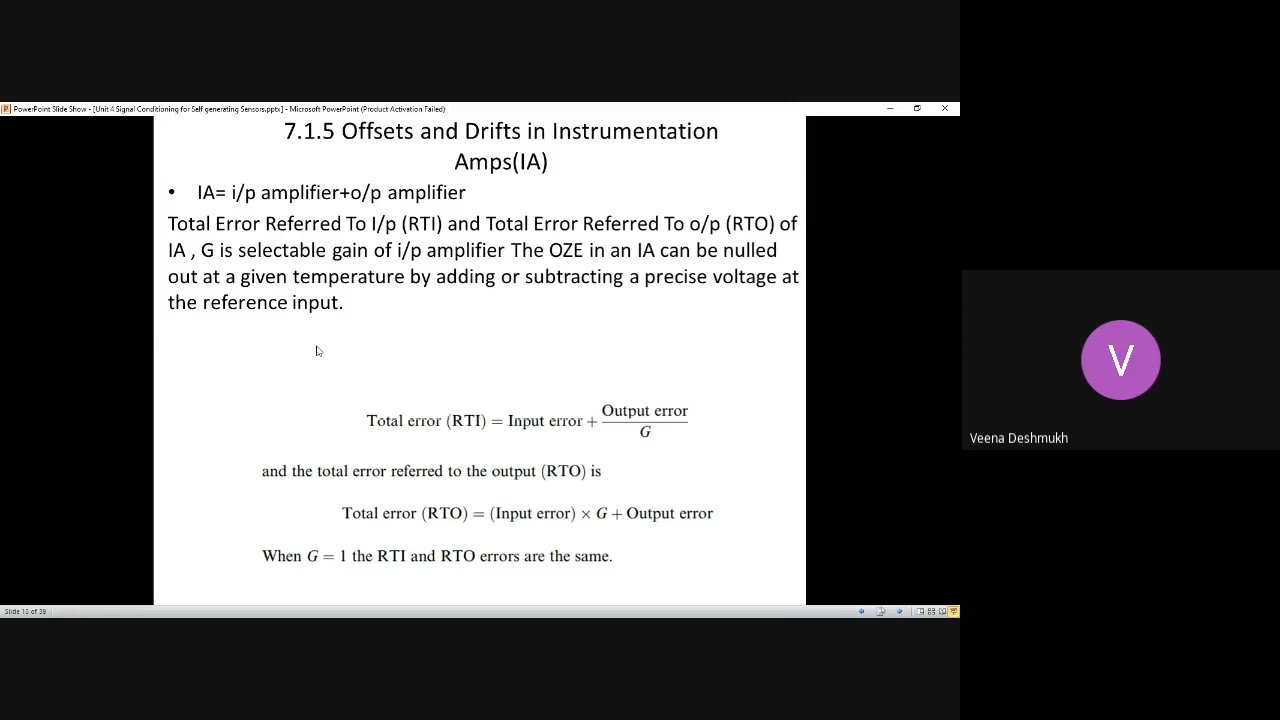 PowerPoint Slide Show - [Unit 4 Signal Conditioning for Self generating Sensors.pptx] - Microsoft PowerPoint (Product Activation Failed)
7.1.5 Offsets and Drifts in Instrumentation
Amps(IA)
• IA= i/p amplifier+o/p amplifier
Total Error Referred To I/p (RTI) and Total Error Referred To o/p (RTO) of
IA , G is selectable gain of i/p amplifier The OZE in an IA can be nulled
out at a given temperature by adding or subtracting a precise voltage at
the reference input.
Total error (RTI) = Input error + Output error / G
and the total error referred to the output (RTO) is
Total error (RTO) = (Input error) × G + Output error
When G = 1 the RTI and RTO errors are the same.
Slide 15 of 39
V
Veena Deshmukh